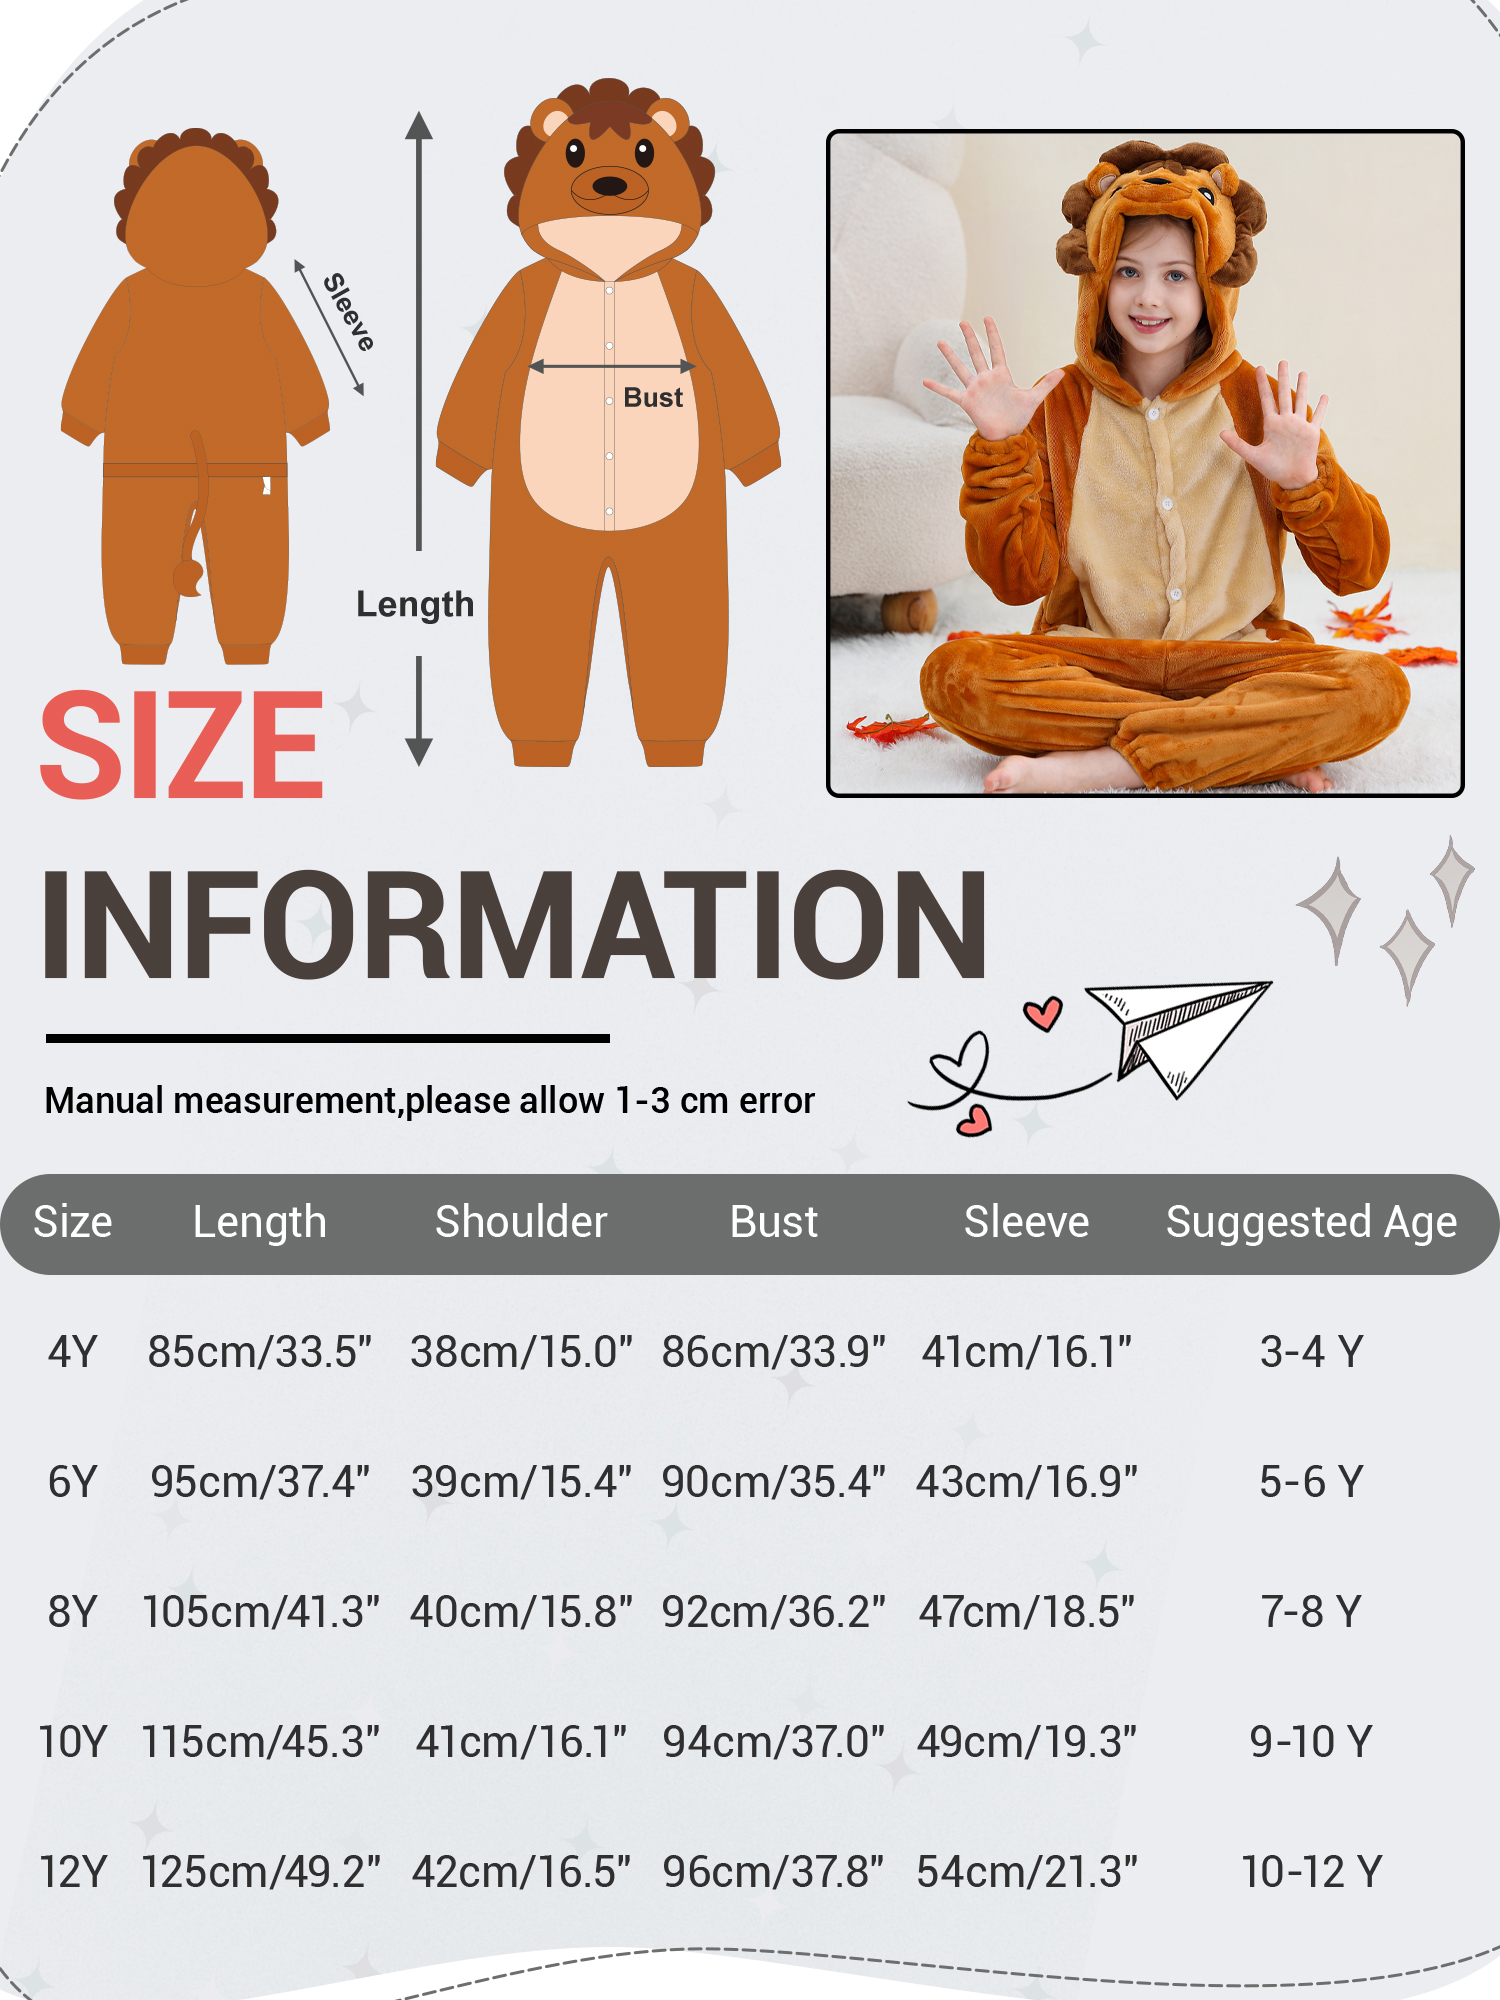 Sleeve
Bust
Length
SIZE
INFORMATION
Manual measurement,please allow 1-3 cm error
Size Length Shoulder Bust Sleeve Suggested Age
4Y 85cm/33.5" 38cm/15.0" 86cm/33.9" 41cm/16.1" 3-4 Y
6Y 95cm/37.4" 39cm/15.4" 90cm/35.4" 43cm/16.9" 5-6 Y
8Y 105cm/41.3" 40cm/15.8" 92cm/36.2" 47cm/18.5" 7-8 Y
10Y 115cm/45.3" 41cm/16.1" 94cm/37.0" 49cm/19.3" 9-10 Y
12Y 125cm/49.2" 42cm/16.5" 96cm/37.8" 54cm/21.3" 10-12 Y